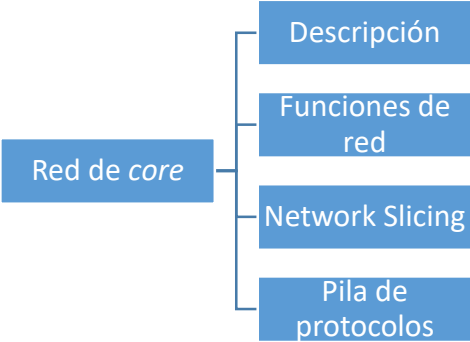 Red de core
Descripción
Funciones de
red
Network Slicing
Pila de
protocolos